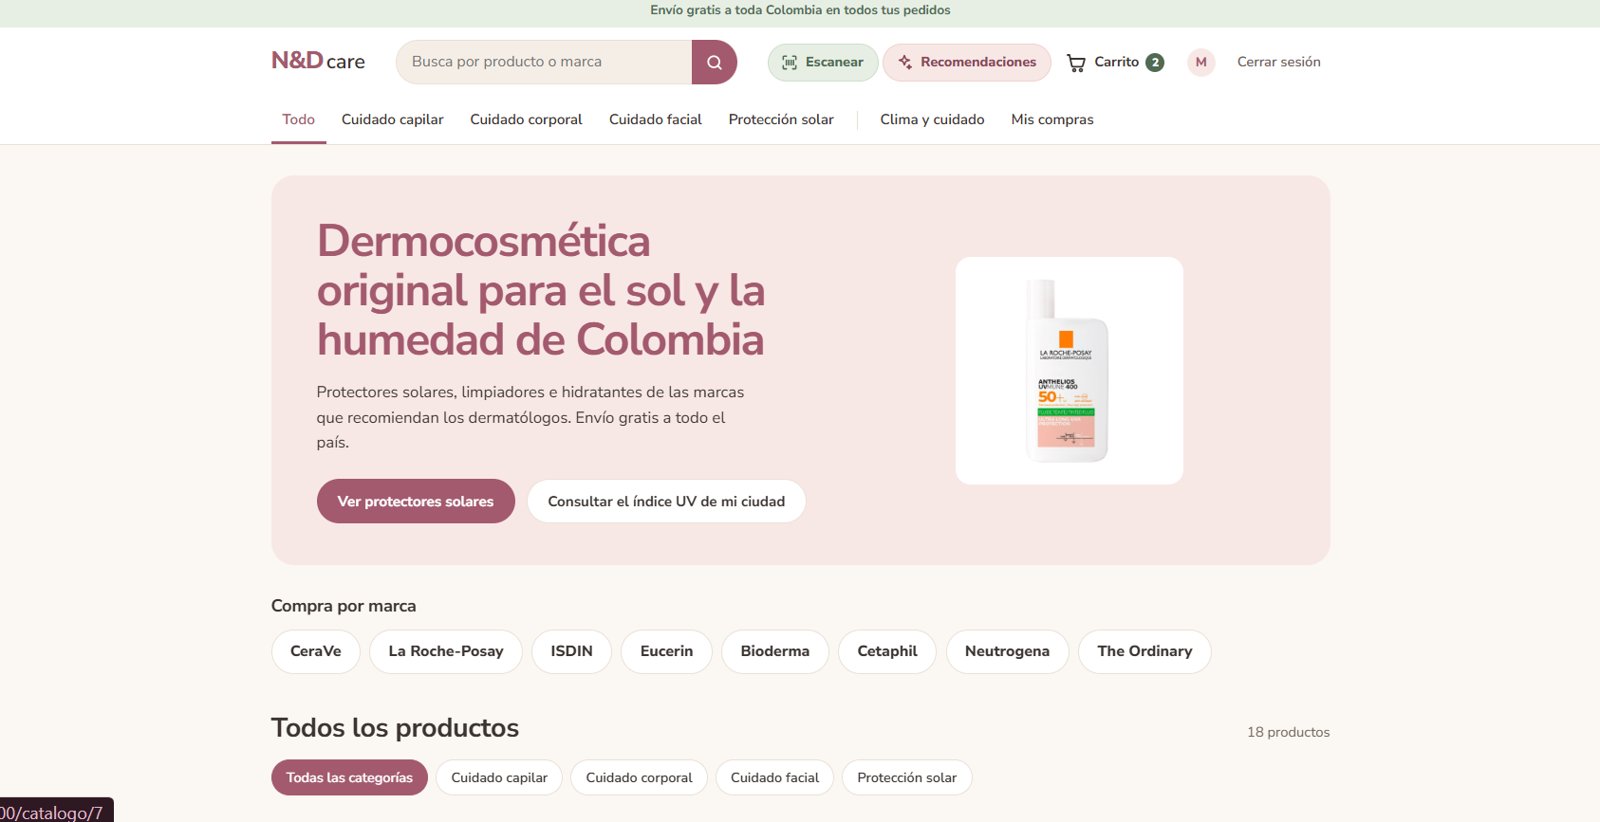 Envío gratis a toda Colombia en todos tus pedidos
N&D care
Busca por producto o marca
Escanear
Recomendaciones
Carrito 2
M
Cerrar sesión
Todo
Cuidado capilar
Cuidado corporal
Cuidado facial
Protección solar
Clima y cuidado
Mis compras
Dermocosmética
original para el sol y la
humedad de Colombia
Protectores solares, limpiadores e hidratantes de las marcas
que recomiendan los dermatólogos. Envío gratis a todo el
país.
Ver protectores solares
Consultar el índice UV de mi ciudad
LA ROCHE-POSAY
LABORATOIRE DERMATOLOGIQUE
ANTHELIOS
UVMUNE 400
50+
Compra por marca
CeraVe
La Roche-Posay
ISDIN
Eucerin
Bioderma
Cetaphil
Neutrogena
The Ordinary
Todos los productos
18 productos
Todas las categorías
Cuidado capilar
Cuidado corporal
Cuidado facial
Protección solar
00/catalogo/7